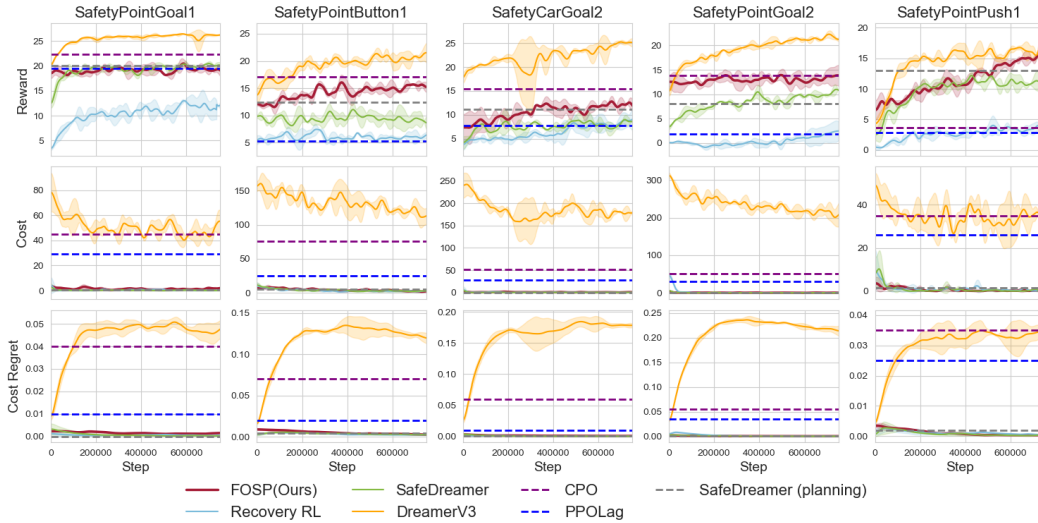 SafetyPointGoal1 SafetyPointButton1 SafetyCarGoal2 SafetyPointGoal2 SafetyPointPush1
Reward
25 20 15 10 5
25 20 15 10 5
25 20 15 10 5 0
20 15 10 5 0
20 15 10 5 0
Cost
80 60 40 20 0
150 100 50 0
250 200 150 100 50 0
300 200 100 0
40 20 0
Cost Regret
0.05 0.04 0.03 0.02 0.01 0.00
0.15 0.10 0.05 0.00
0.20 0.15 0.10 0.05 0.00
0.25 0.20 0.15 0.10 0.05 0.00
0.04 0.03 0.02 0.01 0.00
0 200000 400000 600000 0 200000 400000 600000 0 200000 400000 600000 0 200000 400000 600000 0 200000 400000 600000
Step Step Step Step Step
FOSP(Ours) SafeDreamer CPO SafeDreamer (planning)
Recovery RL DreamerV3 PPOLag